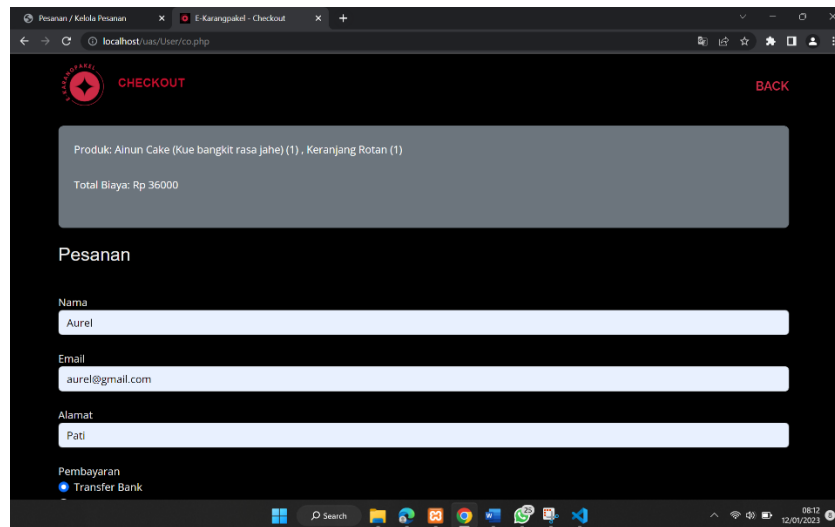 Pesanan / Kelola Pesanan
E-Karangpakel - Checkout
localhost/uas/User/co.php
E KARANGPAKEL
CHECKOUT
BACK
Produk: Ainun Cake (Kue bangkit rasa jahe) (1) , Keranjang Rotan (1)
Total Biaya: Rp 36000
Pesanan
Nama
Aurel
Email
aurel@gmail.com
Alamat
Pati
Pembayaran
Transfer Bank
Search
25
08:12
12/01/2023